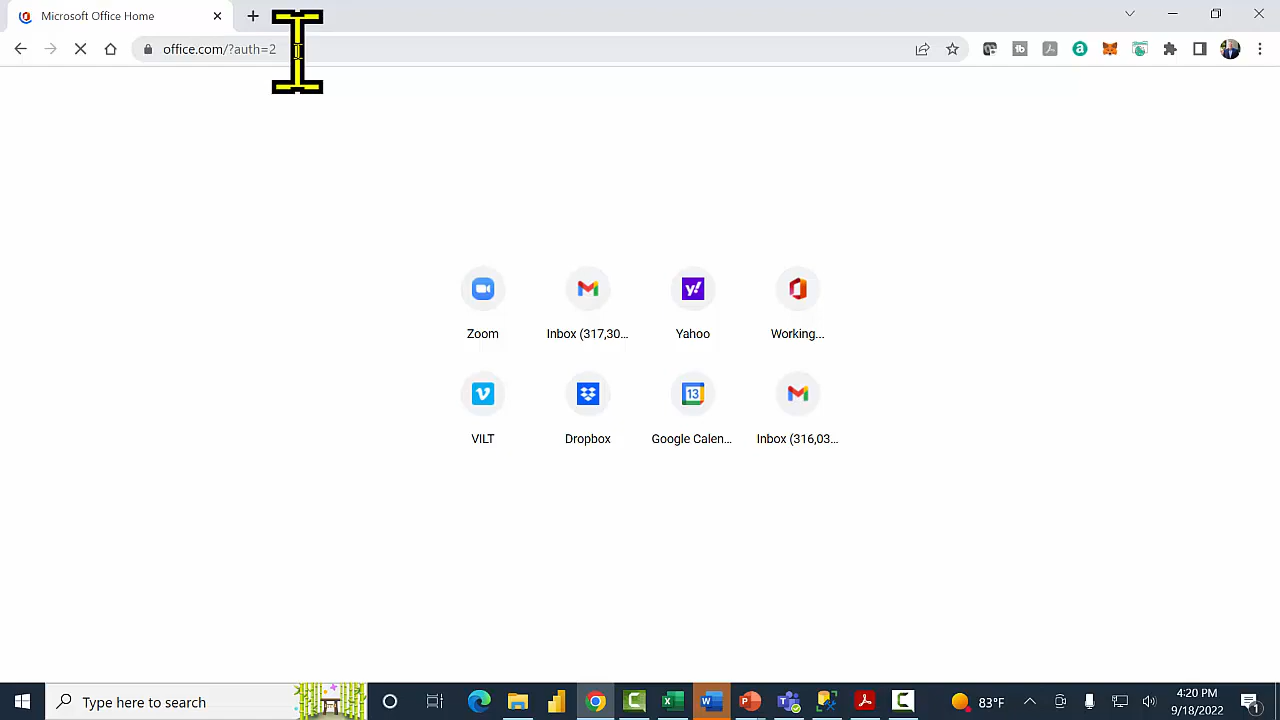 Microsoft Office Home
office.com/?auth=2
Zoom
Inbox (317,30...
Yahoo
Working...
VILT
Dropbox
Google Calen...
Inbox (316,03...
Type here to search
83°F
4:20 PM
9/18/2022